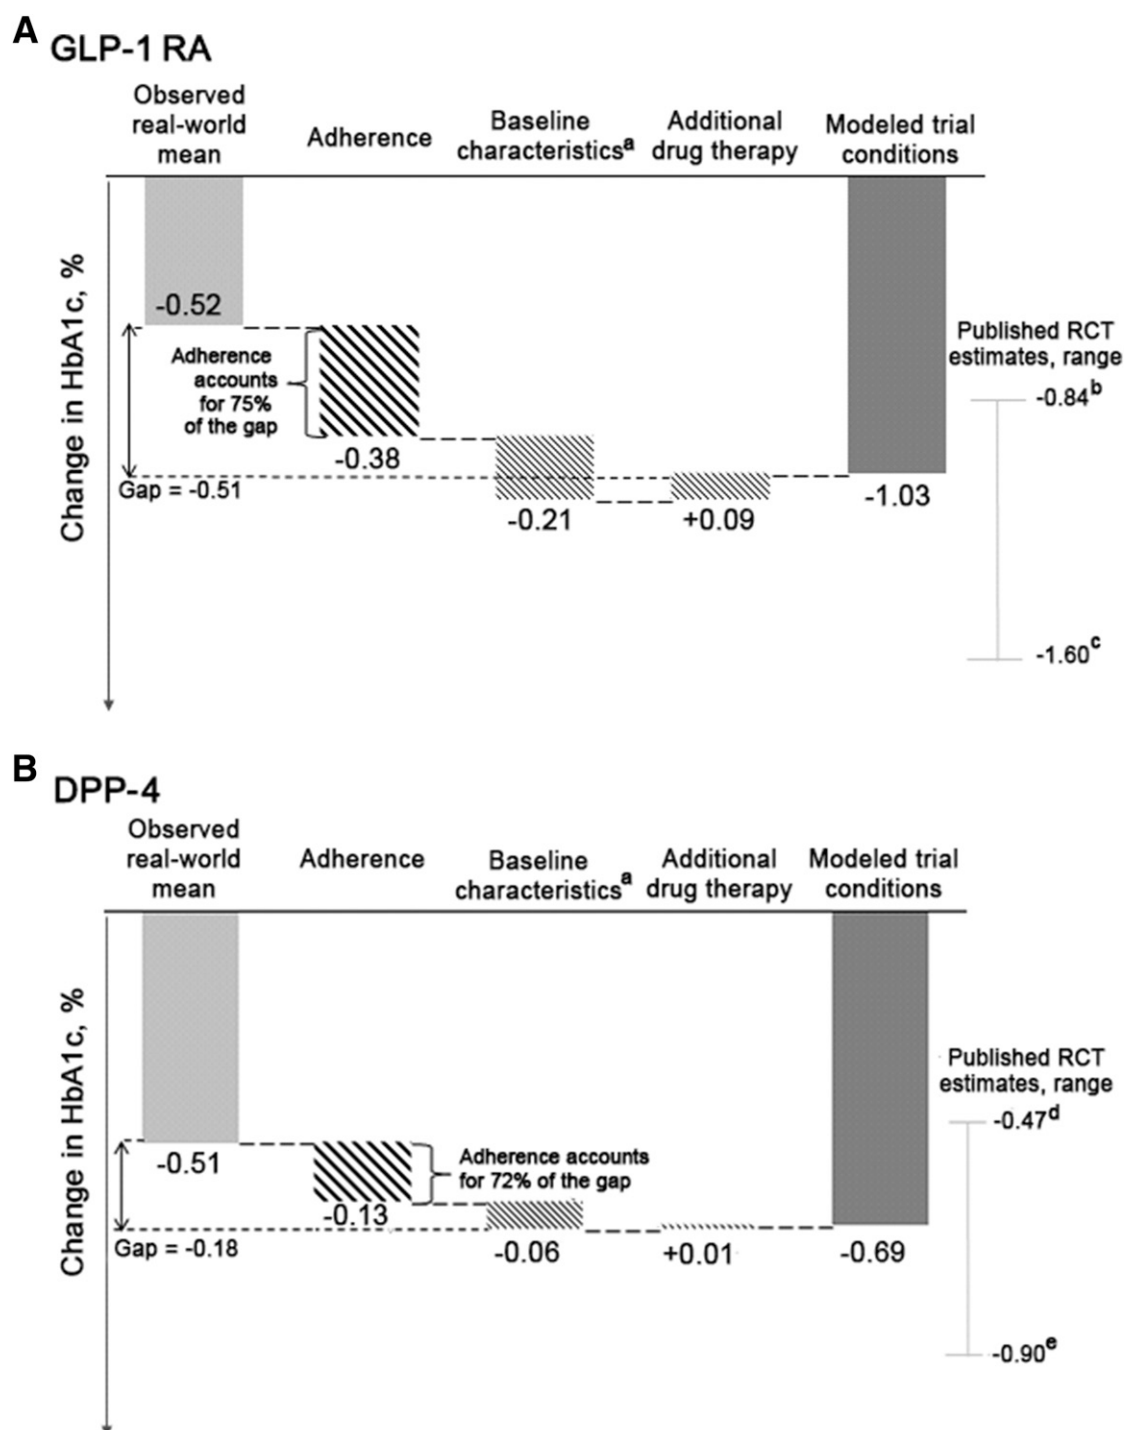 A
GLP-1 RA
Observed
real-world
mean
Adherence
Baseline
characteristicsa
Additional
drug therapy
Modeled trial
conditions
Change in HbA1c, %
-0.52
Adherence
accounts
for 75%
of the gap
-0.38
Gap = -0.51
-0.21
+0.09
-1.03
Published RCT
estimates, range
-0.84b
-1.60c
B
DPP-4
Observed
real-world
mean
Adherence
Baseline
characteristicsa
Additional
drug therapy
Modeled trial
conditions
Change in HbA1c, %
-0.51
Adherence accounts
for 72% of the gap
-0.13
Gap = -0.18
-0.06
+0.01
-0.69
Published RCT
estimates, range
-0.47d
-0.90e